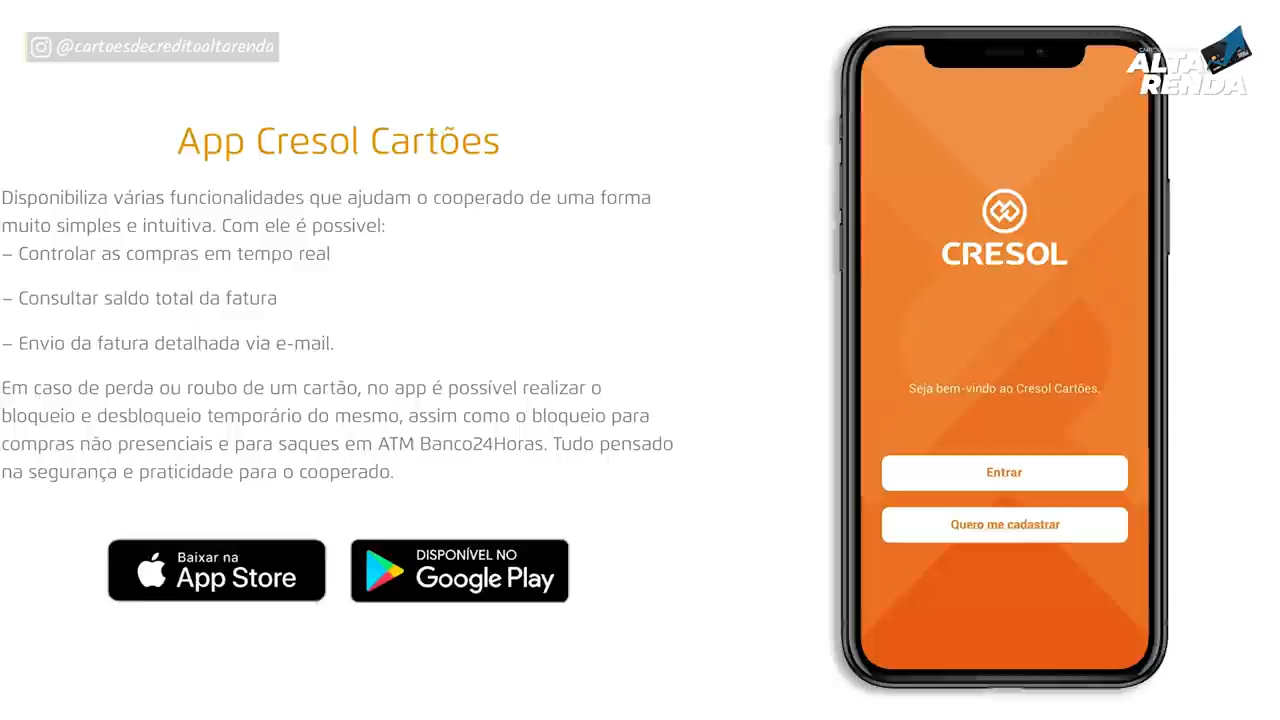 @cartoesdecreditoaltarenda
ALTA
RENDA
App Cresol Cartões
Disponibiliza várias funcionalidades que ajudam o cooperado de uma forma
muito simples e intuitiva. Com ele é possivel:
– Controlar as compras em tempo real
– Consultar saldo total da fatura
– Envio da fatura detalhada via e-mail.
Em caso de perda ou roubo de um cartão, no app é possível realizar o
bloqueio e desbloqueio temporário do mesmo, assim como o bloqueio para
compras não presenciais e para saques em ATM Banco24Horas. Tudo pensado
na segurança e praticidade para o cooperado.
Baixar na
App Store
DISPONÍVEL NO
Google Play
CRESOL
Seja bem-vindo ao Cresol Cartões.
Entrar
Quero me cadastrar